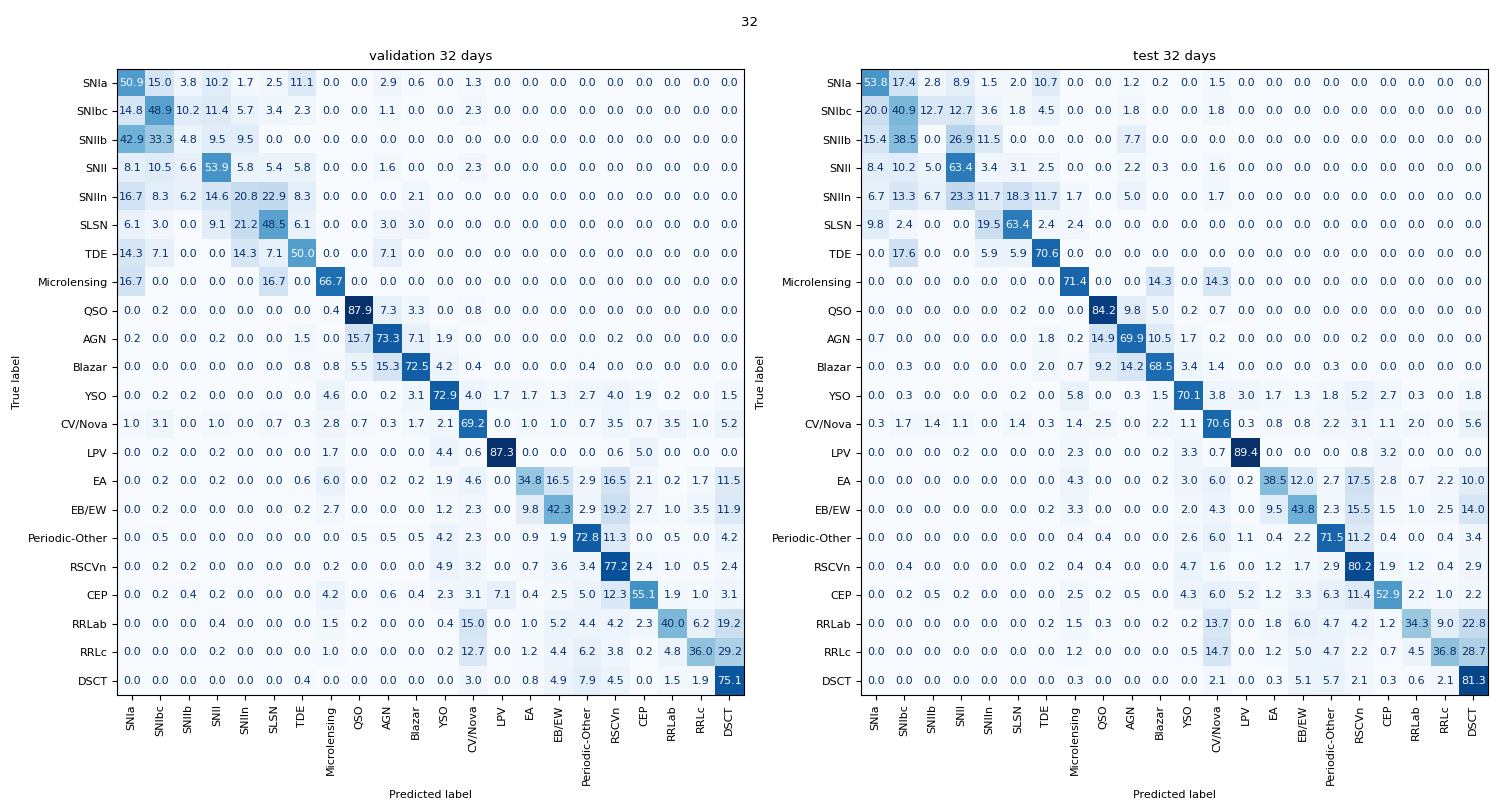 32
validation 32 days
SNIa 50.9 15.0 3.8 10.2 1.7 2.5 11.1 0.0 0.0 2.9 0.6 0.0 1.3 0.0 0.0 0.0 0.0 0.0 0.0 0.0 0.0 0.0
SNIbc 14.8 48.9 10.2 11.4 5.7 3.4 2.3 0.0 0.0 1.1 0.0 0.0 2.3 0.0 0.0 0.0 0.0 0.0 0.0 0.0 0.0 0.0
SNIIb 42.9 33.3 4.8 9.5 9.5 0.0 0.0 0.0 0.0 0.0 0.0 0.0 0.0 0.0 0.0 0.0 0.0 0.0 0.0 0.0 0.0 0.0
SNII 8.1 10.5 6.6 53.9 5.8 5.4 5.8 0.0 0.0 1.6 0.0 0.0 2.3 0.0 0.0 0.0 0.0 0.0 0.0 0.0 0.0 0.0
SNIIn 16.7 8.3 6.2 14.6 20.8 22.9 8.3 0.0 0.0 0.0 2.1 0.0 0.0 0.0 0.0 0.0 0.0 0.0 0.0 0.0 0.0 0.0
SLSN 6.1 3.0 0.0 9.1 21.2 48.5 6.1 0.0 0.0 3.0 3.0 0.0 0.0 0.0 0.0 0.0 0.0 0.0 0.0 0.0 0.0 0.0
TDE 14.3 7.1 0.0 0.0 14.3 7.1 50.0 0.0 0.0 7.1 0.0 0.0 0.0 0.0 0.0 0.0 0.0 0.0 0.0 0.0 0.0 0.0
Microlensing 16.7 0.0 0.0 0.0 0.0 16.7 0.0 66.7 0.0 0.0 0.0 0.0 0.0 0.0 0.0 0.0 0.0 0.0 0.0 0.0 0.0 0.0
QSO 0.0 0.2 0.0 0.0 0.0 0.0 0.0 0.4 87.9 7.3 3.3 0.0 0.8 0.0 0.0 0.0 0.0 0.0 0.0 0.0 0.0 0.0
AGN 0.2 0.0 0.0 0.2 0.0 0.0 1.5 0.0 15.7 73.3 7.1 1.9 0.0 0.0 0.0 0.0 0.0 0.0 0.0 0.0 0.0 0.0
Blazar 0.0 0.0 0.0 0.0 0.0 0.0 0.8 0.8 5.5 15.3 72.5 4.2 0.4 0.0 0.0 0.0 0.4 0.0 0.0 0.0 0.0 0.0
YSO 0.0 0.2 0.2 0.0 0.0 0.0 0.0 4.6 0.0 0.2 3.1 72.9 4.0 1.7 1.7 1.3 2.7 4.0 1.9 0.2 0.0 1.5
CV/Nova 1.0 3.1 0.0 1.0 0.0 0.7 0.3 2.8 0.7 0.3 1.7 2.1 69.2 0.0 1.0 1.0 0.7 3.5 0.7 3.5 1.0 5.2
LPV 0.0 0.2 0.0 0.2 0.0 0.0 0.0 1.7 0.0 0.0 0.0 4.4 0.6 87.3 0.0 0.0 0.0 0.6 5.0 0.0 0.0 0.0
EA 0.0 0.2 0.0 0.2 0.0 0.0 0.6 6.0 0.0 0.2 0.2 1.9 4.6 0.0 34.8 16.5 2.9 16.5 2.1 0.2 1.7 11.5
EB/EW 0.0 0.0 0.0 0.0 0.0 0.0 0.2 2.7 0.0 0.0 0.0 1.2 2.3 0.0 9.8 42.3 2.9 19.2 2.7 1.0 3.5 11.9
Periodic-Other 0.0 0.5 0.0 0.0 0.0 0.0 0.0 0.0 0.5 0.5 0.5 4.2 2.3 0.0 0.9 1.9 72.8 11.3 0.0 0.5 0.0 4.2
RSCVn 0.0 0.2 0.0 0.2 0.0 0.0 0.0 0.2 0.0 0.0 0.0 4.9 3.2 0.0 0.7 3.6 3.4 77.2 2.4 1.0 0.5 2.4
CEP 0.0 0.2 0.4 0.2 0.0 0.0 0.0 4.2 0.0 0.6 0.4 2.3 3.1 7.1 0.4 2.5 5.0 12.3 55.1 1.9 1.0 3.1
RRLab 0.0 0.0 0.0 0.4 0.0 0.0 0.0 1.5 0.2 0.0 0.0 0.4 15.0 0.0 1.0 5.2 4.4 4.2 2.3 40.0 6.2 19.2
RRLc 0.0 0.0 0.0 0.2 0.0 0.0 0.0 1.0 0.0 0.0 0.0 0.2 12.7 0.0 1.2 4.4 6.2 3.8 0.2 4.8 36.0 29.2
DSCT 0.0 0.0 0.0 0.0 0.0 0.0 0.4 0.0 0.0 0.0 0.0 0.0 3.0 0.0 0.8 4.9 7.9 4.5 0.0 1.5 1.9 75.1
SNIa SNIbc SNIIb SNII SNIIn SLSN TDE Microlensing QSO AGN Blazar YSO CV/Nova LPV EA EB/EW Periodic-Other RSCVn CEP RRLab RRLc DSCT
Predicted label
True label
test 32 days
SNIa 53.8 17.4 2.8 8.9 1.5 2.0 10.7 0.0 0.0 1.2 0.2 0.0 1.5 0.0 0.0 0.0 0.0 0.0 0.0 0.0 0.0 0.0
SNIbc 20.0 40.9 12.7 12.7 3.6 1.8 4.5 0.0 0.0 1.8 0.0 0.0 1.8 0.0 0.0 0.0 0.0 0.0 0.0 0.0 0.0 0.0
SNIIb 15.4 38.5 0.0 26.9 11.5 0.0 0.0 0.0 0.0 7.7 0.0 0.0 0.0 0.0 0.0 0.0 0.0 0.0 0.0 0.0 0.0 0.0
SNII 8.4 10.2 5.0 63.4 3.4 3.1 2.5 0.0 0.0 2.2 0.3 0.0 1.6 0.0 0.0 0.0 0.0 0.0 0.0 0.0 0.0 0.0
SNIIn 6.7 13.3 6.7 23.3 11.7 18.3 11.7 1.7 0.0 5.0 0.0 0.0 1.7 0.0 0.0 0.0 0.0 0.0 0.0 0.0 0.0 0.0
SLSN 9.8 2.4 0.0 0.0 19.5 63.4 2.4 2.4 0.0 0.0 0.0 0.0 0.0 0.0 0.0 0.0 0.0 0.0 0.0 0.0 0.0 0.0
TDE 0.0 17.6 0.0 0.0 5.9 5.9 70.6 0.0 0.0 0.0 0.0 0.0 0.0 0.0 0.0 0.0 0.0 0.0 0.0 0.0 0.0 0.0
Microlensing 0.0 0.0 0.0 0.0 0.0 0.0 0.0 71.4 0.0 0.0 14.3 0.0 14.3 0.0 0.0 0.0 0.0 0.0 0.0 0.0 0.0 0.0
QSO 0.0 0.0 0.0 0.0 0.0 0.2 0.0 0.0 84.2 9.8 5.0 0.2 0.7 0.0 0.0 0.0 0.0 0.0 0.0 0.0 0.0 0.0
AGN 0.7 0.0 0.0 0.0 0.0 0.0 1.8 0.2 14.9 69.9 10.5 1.7 0.2 0.0 0.0 0.0 0.2 0.0 0.0 0.0 0.0 0.0
Blazar 0.0 0.3 0.0 0.0 0.0 0.0 2.0 0.7 9.2 14.2 68.5 3.4 1.4 0.0 0.0 0.0 0.3 0.0 0.0 0.0 0.0 0.0
YSO 0.0 0.3 0.0 0.0 0.0 0.3 0.0 5.8 0.0 0.3 1.5 70.1 3.8 3.0 1.7 1.3 1.8 5.2 2.7 0.3 0.0 1.8
CV/Nova 0.3 1.7 1.4 1.1 0.0 1.4 0.3 1.4 2.5 0.0 2.2 1.1 70.6 0.3 0.8 0.8 2.2 3.1 1.1 2.0 0.0 5.6
LPV 0.0 0.0 0.0 0.2 0.0 0.0 0.0 2.3 0.0 0.0 0.2 3.3 0.7 89.4 0.0 0.0 0.0 0.8 3.2 0.0 0.0 0.0
EA 0.0 0.0 0.0 0.2 0.0 0.0 0.0 4.3 0.0 0.0 0.2 3.0 6.0 0.2 38.5 12.0 2.7 17.5 2.8 0.7 2.2 10.0
EB/EW 0.0 0.0 0.0 0.2 0.0 0.0 0.2 3.3 0.0 0.0 0.0 2.0 4.3 0.0 9.5 43.8 2.3 15.5 1.5 1.0 2.5 14.0
Periodic-Other 0.0 0.0 0.0 0.0 0.0 0.0 0.4 0.4 0.0 0.0 0.0 2.6 6.0 1.1 0.4 2.2 71.5 11.2 0.4 0.0 0.4 3.4
RSCVn 0.0 0.4 0.0 0.0 0.0 0.0 0.2 0.4 0.4 0.0 0.0 4.7 1.6 0.0 1.2 1.7 2.9 80.2 1.9 1.2 0.4 2.9
CEP 0.0 0.2 0.2 0.5 0.2 0.0 0.0 2.5 0.2 0.5 0.0 4.3 6.0 5.2 1.2 3.3 6.3 11.4 52.9 2.2 1.0 2.2
RRLab 0.0 0.0 0.0 0.0 0.0 0.2 0.0 1.5 0.3 0.0 0.2 0.2 13.7 0.0 1.8 6.0 4.7 4.2 1.2 34.3 9.0 22.8
RRLc 0.0 0.0 0.0 0.0 0.0 0.0 0.0 1.2 0.0 0.0 0.0 0.5 14.7 0.0 1.2 5.0 4.7 2.2 0.7 4.5 36.8 28.7
DSCT 0.0 0.0 0.0 0.0 0.0 0.0 0.0 0.3 0.0 0.0 0.0 0.0 2.1 0.0 0.3 5.1 5.7 2.1 0.3 0.6 2.1 81.3
SNIa SNIbc SNIIb SNII SNIIn SLSN TDE Microlensing QSO AGN Blazar YSO CV/Nova LPV EA EB/EW Periodic-Other RSCVn CEP RRLab RRLc DSCT
Predicted label
True label